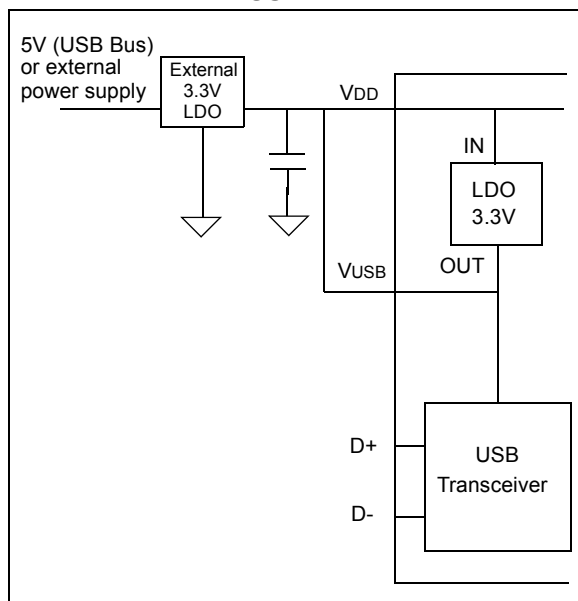 5V (USB Bus)
or external
power supply
External
3.3V
LDO
VDD
IN
LDO
3.3V
VUSB
OUT
D+
USB
Transceiver
D-